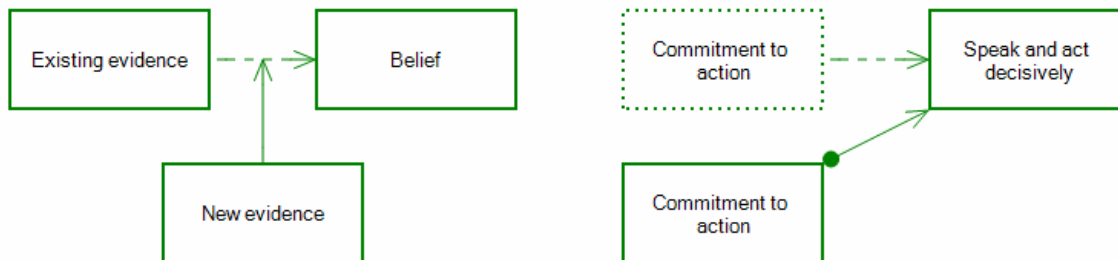 Existing evidence
Belief
Commitment to
action
Speak and act
decisively
New evidence
Commitment to
action